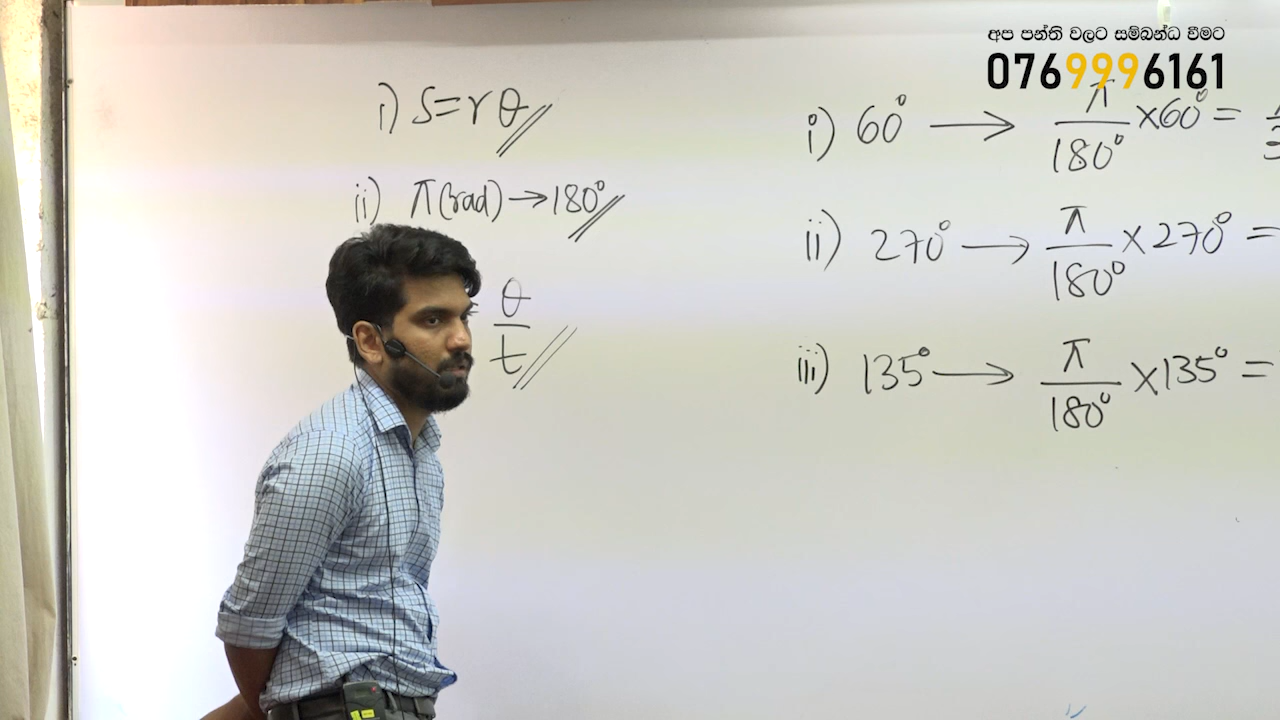 අප පන්ති වලට සම්බන්ධ වීමට
0769996161
i) S=rθ
ii) π(rad)→180°
θ
t
i) 60° → π/180° ×60° = π/3
ii) 270° → π/180° ×270° =
iii) 135° → π/180° ×135° =